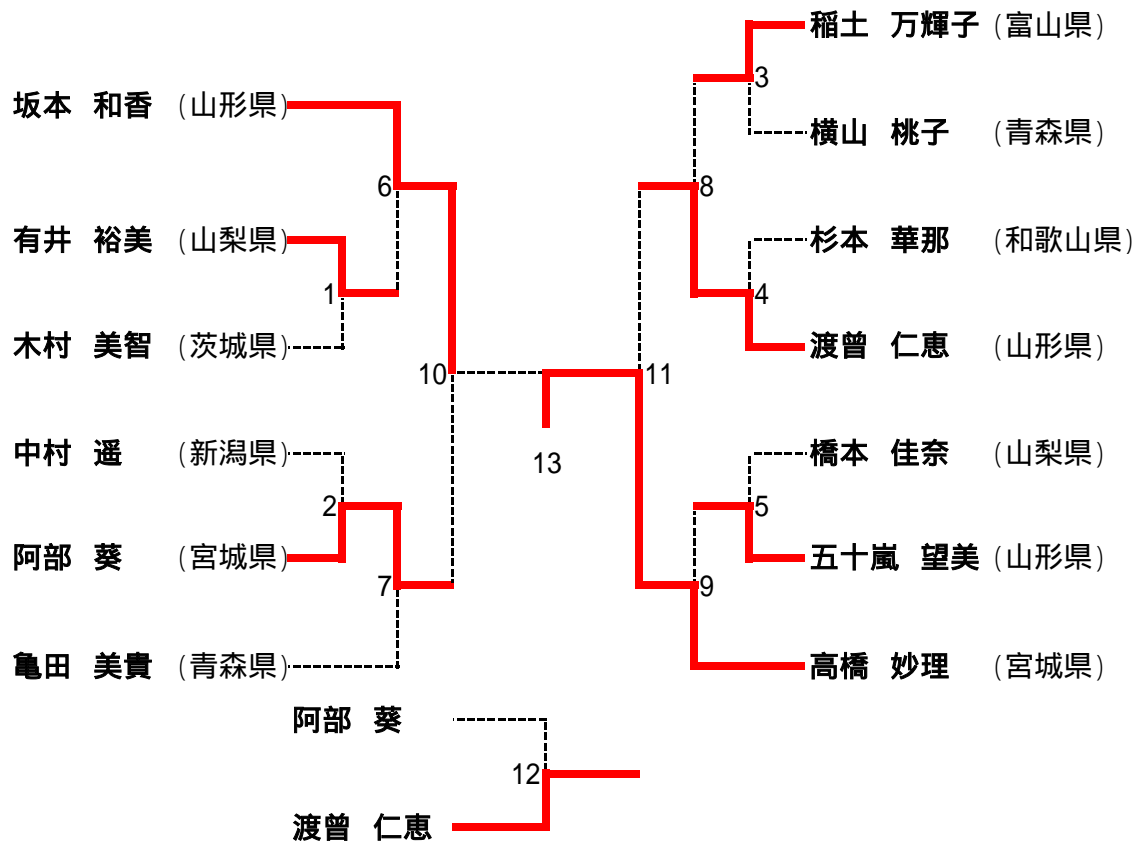 稲土 万輝子 (富山県)
3
坂本 和香 (山形県)
横山 桃子 (青森県)
6
8
有井 裕美 (山梨県)
杉本 華那 (和歌山県)
1
4
木村 美智 (茨城県)
渡曾 仁恵 (山形県)
10
11
中村 遥 (新潟県)
橋本 佳奈 (山梨県)
13
2
5
阿部 葵 (宮城県)
五十嵐 望美 (山形県)
7
9
亀田 美貴 (青森県)
高橋 妙理 (宮城県)
阿部 葵
12
渡曾 仁恵